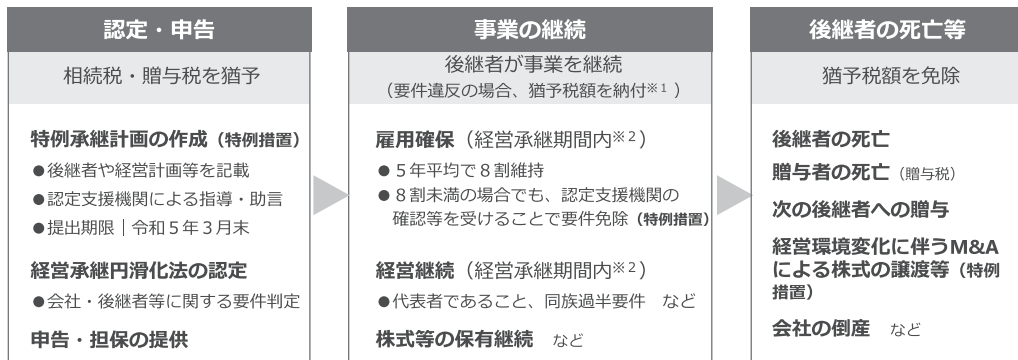 認定・申告
相続税・贈与税を猶予
特例承継計画の作成（特例措置）
●後継者や経営計画等を記載
●認定支援機関による指導・助言
●提出期限｜令和５年３月末
経営承継円滑化法の認定
●会社・後継者等に関する要件判定
申告・担保の提供
事業の継続
後継者が事業を継続
（要件違反の場合、猶予税額を納付※１）
雇用確保（経営承継期間内※２）
●５年平均で８割維持
●８割未満の場合でも、認定支援機関の
確認等を受けることで要件免除（特例措置）
経営継続（経営承継期間内※２）
●代表者であること、同族過半要件　など
株式等の保有継続　など
後継者の死亡等
猶予税額を免除
後継者の死亡
贈与者の死亡（贈与税）
次の後継者への贈与
経営環境変化に伴うM&A
による株式の譲渡等（特例
措置）
会社の倒産　など